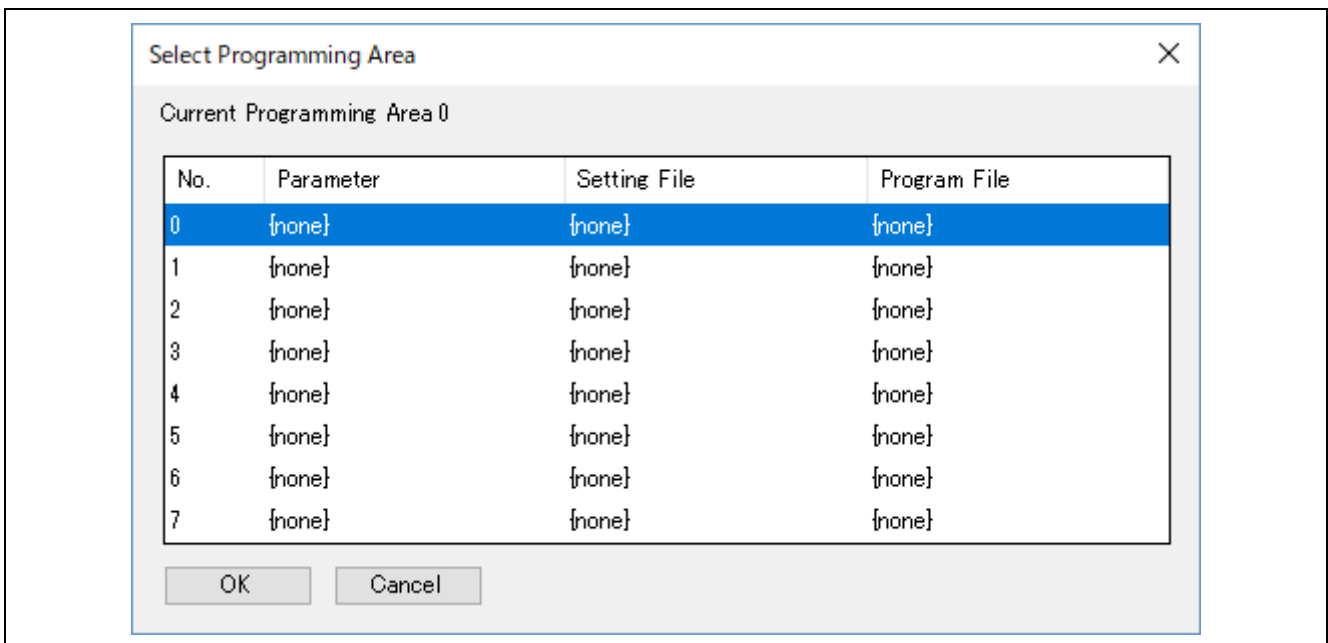 Select Programming Area
Current Programming Area 0
No. Parameter Setting File Program File
0 {none} {none} {none}
1 {none} {none} {none}
2 {none} {none} {none}
3 {none} {none} {none}
4 {none} {none} {none}
5 {none} {none} {none}
6 {none} {none} {none}
7 {none} {none} {none}
OK Cancel